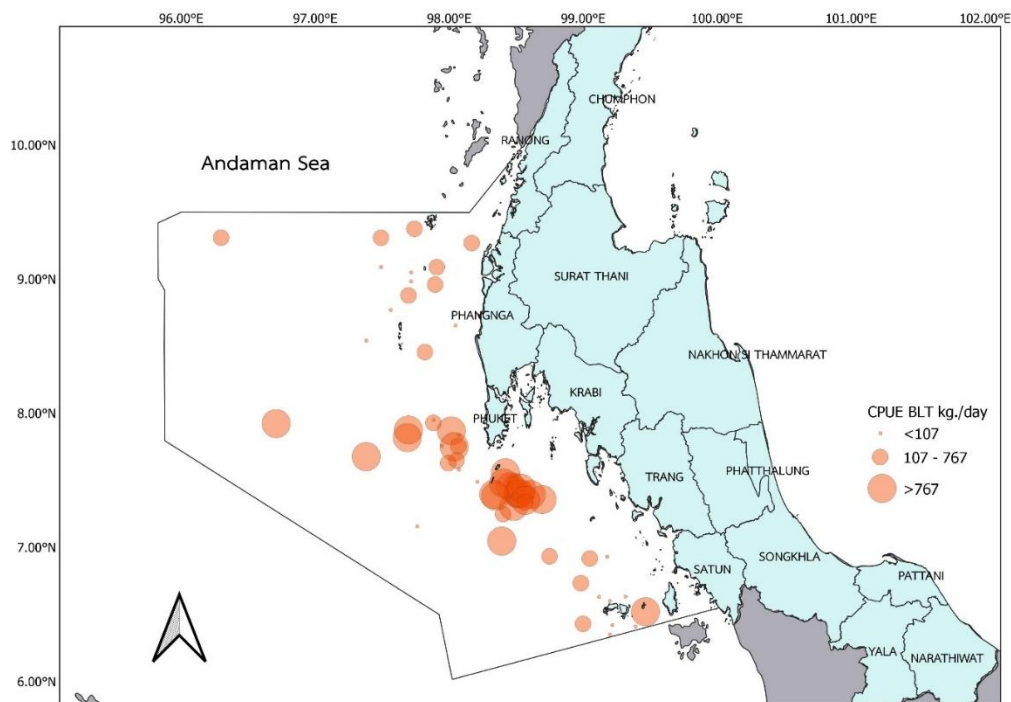 96.00°E 97.00°E 98.00°E 99.00°E 100.00°E 101.00°E 102.00°E
CHUMPHON
10.00°N
RANONG
Andaman Sea
9.00°N
SURAT THANI
PHANGNGA
NAKHON SI THAMMARAT
KRABI
8.00°N
PHUKET
CPUE BLT kg./day
<107
107 - 767
>767
TRANG
PHATTHALUNG
7.00°N
SONGKHLA
SATUN
PATTANI
YALA
NARATHIWAT
6.00°N